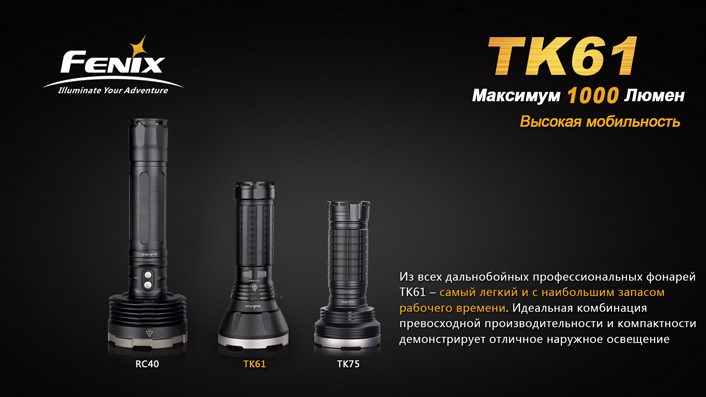 FENIX
Illuminate Your Adventure
TK61
Максимум 1000 Люмен
Высокая мобильность
Из всех дальнобойных профессиональных фонарей
TK61 – самый легкий и с наибольшим запасом
рабочего времени. Идеальная комбинация
превосходной производительности и компактности
демонстрирует отличное наружное освещение
RC40
TK61
TK75